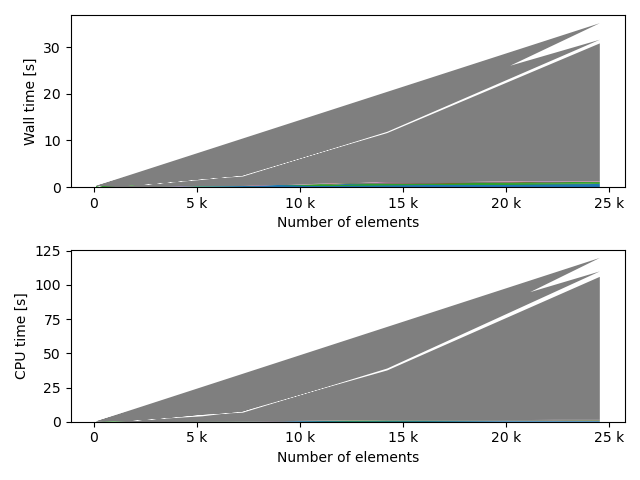 30
20
10
0
Wall time [s]
0 5 k 10 k 15 k 20 k 25 k
Number of elements
125
100
75
50
25
0
CPU time [s]
0 5 k 10 k 15 k 20 k 25 k
Number of elements